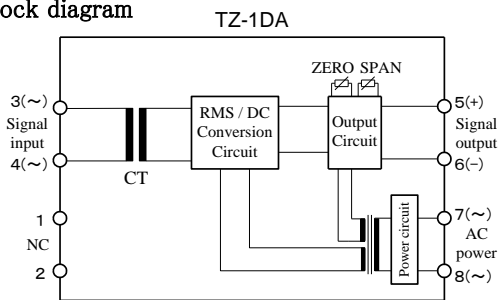 ock diagram
TZ-1DA
ZERO SPAN
3(～)
Signal
input
4(～)
CT
RMS / DC
Conversion
Circuit
Output
Circuit
5(+)
Signal
output
6(-)
1
NC
2
Power circuit
7(～)
AC
power
8(～)